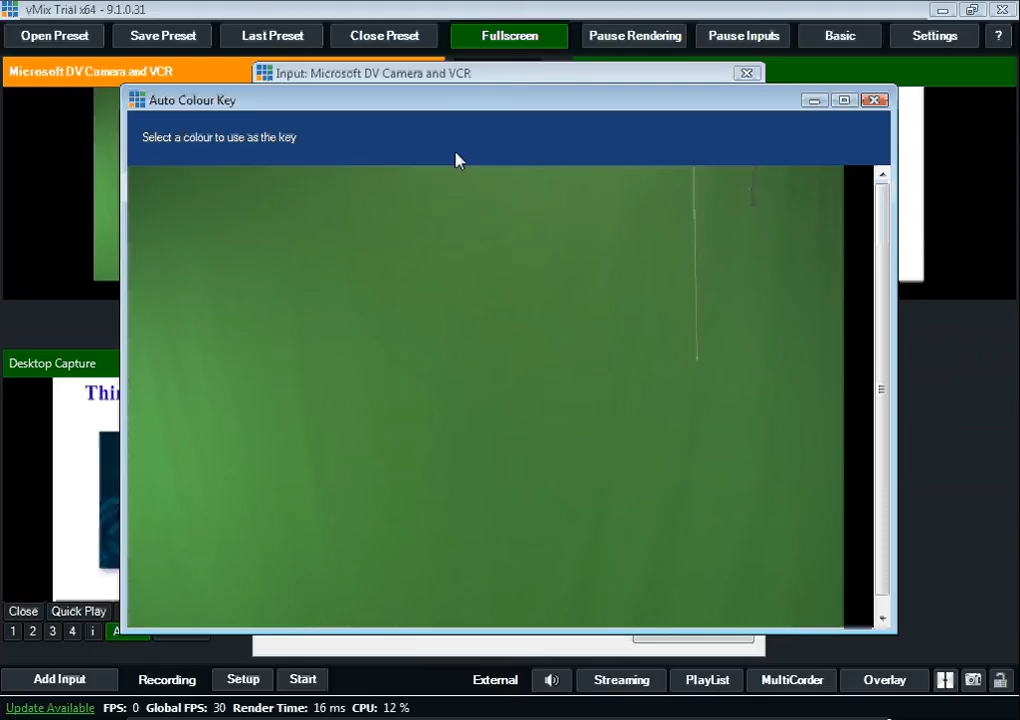 vMix Trial x64 - 9.1.0.31
Open Preset Save Preset Last Preset Close Preset Fullscreen Pause Rendering Pause Inputs Basic Settings ?
Microsoft DV Camera and VCR
Input: Microsoft DV Camera and VCR
Auto Colour Key
Select a colour to use as the key
Desktop Capture
Thi
Close Quick Play
1 2 3 4 i A
Add Input Recording Setup Start External Streaming PlayList MultiCorder Overlay
Update Available FPS: 0 Global FPS: 30 Render Time: 16 ms CPU: 12 %